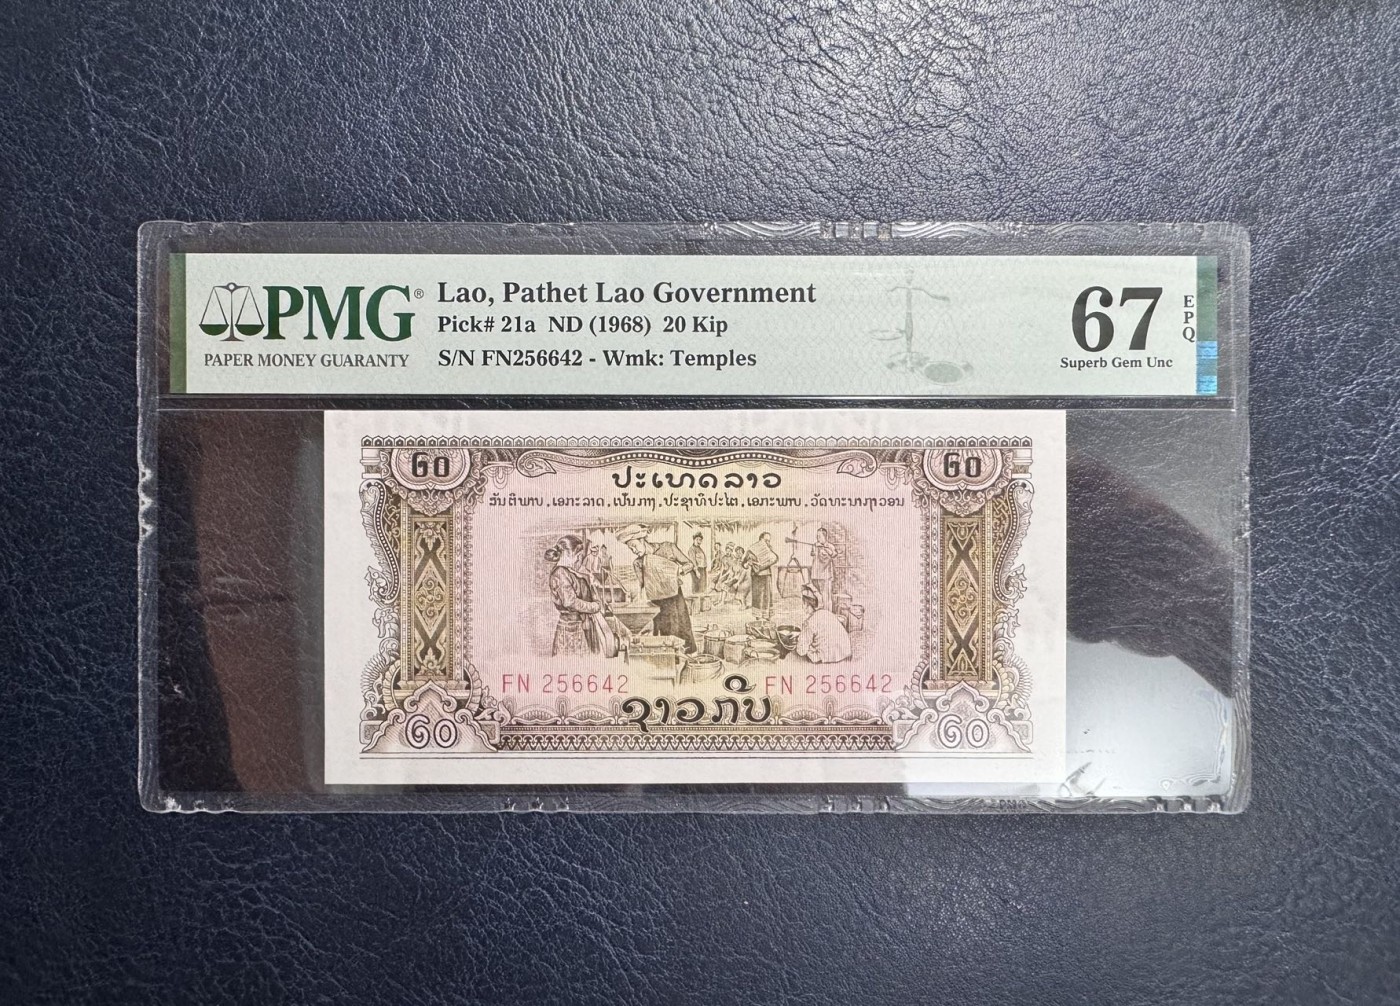 PMG®
PAPER MONEY GUARANTY
Lao, Pathet Lao Government
Pick# 21a ND (1968) 20 Kip
S/N FN256642 - Wmk: Temples
67
EPQ
Superb Gem Unc
໒໐
໒໐
ປະເທດລາວ
ສັນຕິພາບ, ເອກະລາດ, ເປັນກາງ, ປະຊາທິປະໄຕ, ເອກະພາບ, ວັດທະນາຖາວອນ
FN 256642
FN 256642
ຊາວກີບ
໒໐
໒໐